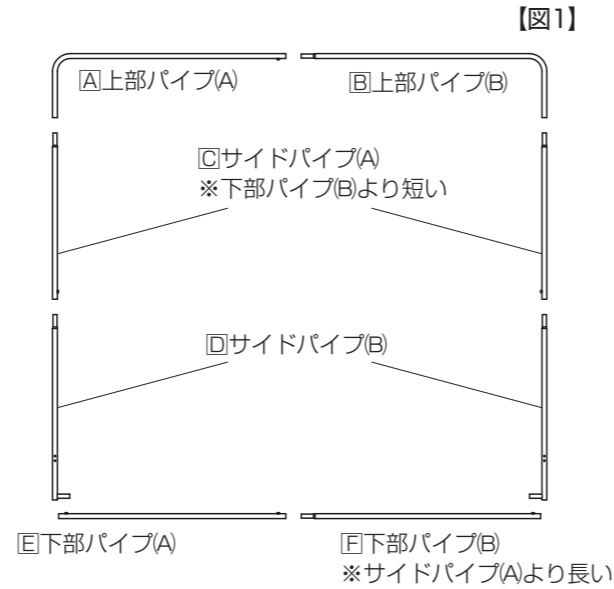 【図1】
🄰上部パイプ(A)
🄱上部パイプ(B)
🄲サイドパイプ(A)
※下部パイプ(B)より短い
🄳サイドパイプ(B)
🄴下部パイプ(A)
🄵下部パイプ(B)
※サイドパイプ(A)より長い